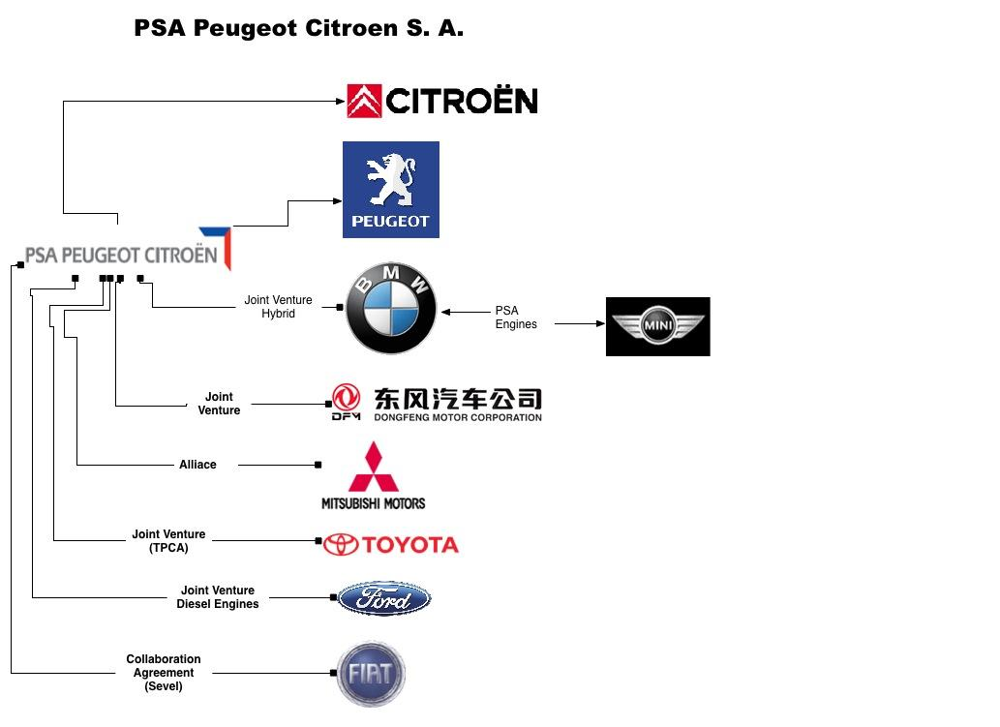 PSA Peugeot Citroen S. A.
CITROËN
PEUGEOT
PSA PEUGEOT CITROËN
BMW
Joint Venture
Hybrid
PSA
Engines
MINI
Joint
Venture
DFM
东风汽车公司
DONGFENG MOTOR CORPORATION
Alliace
MITSUBISHI MOTORS
Joint Venture
(TPCA)
TOYOTA
Joint Venture
Diesel Engines
Ford
Collaboration
Agreement
(Sevel)
FIAT